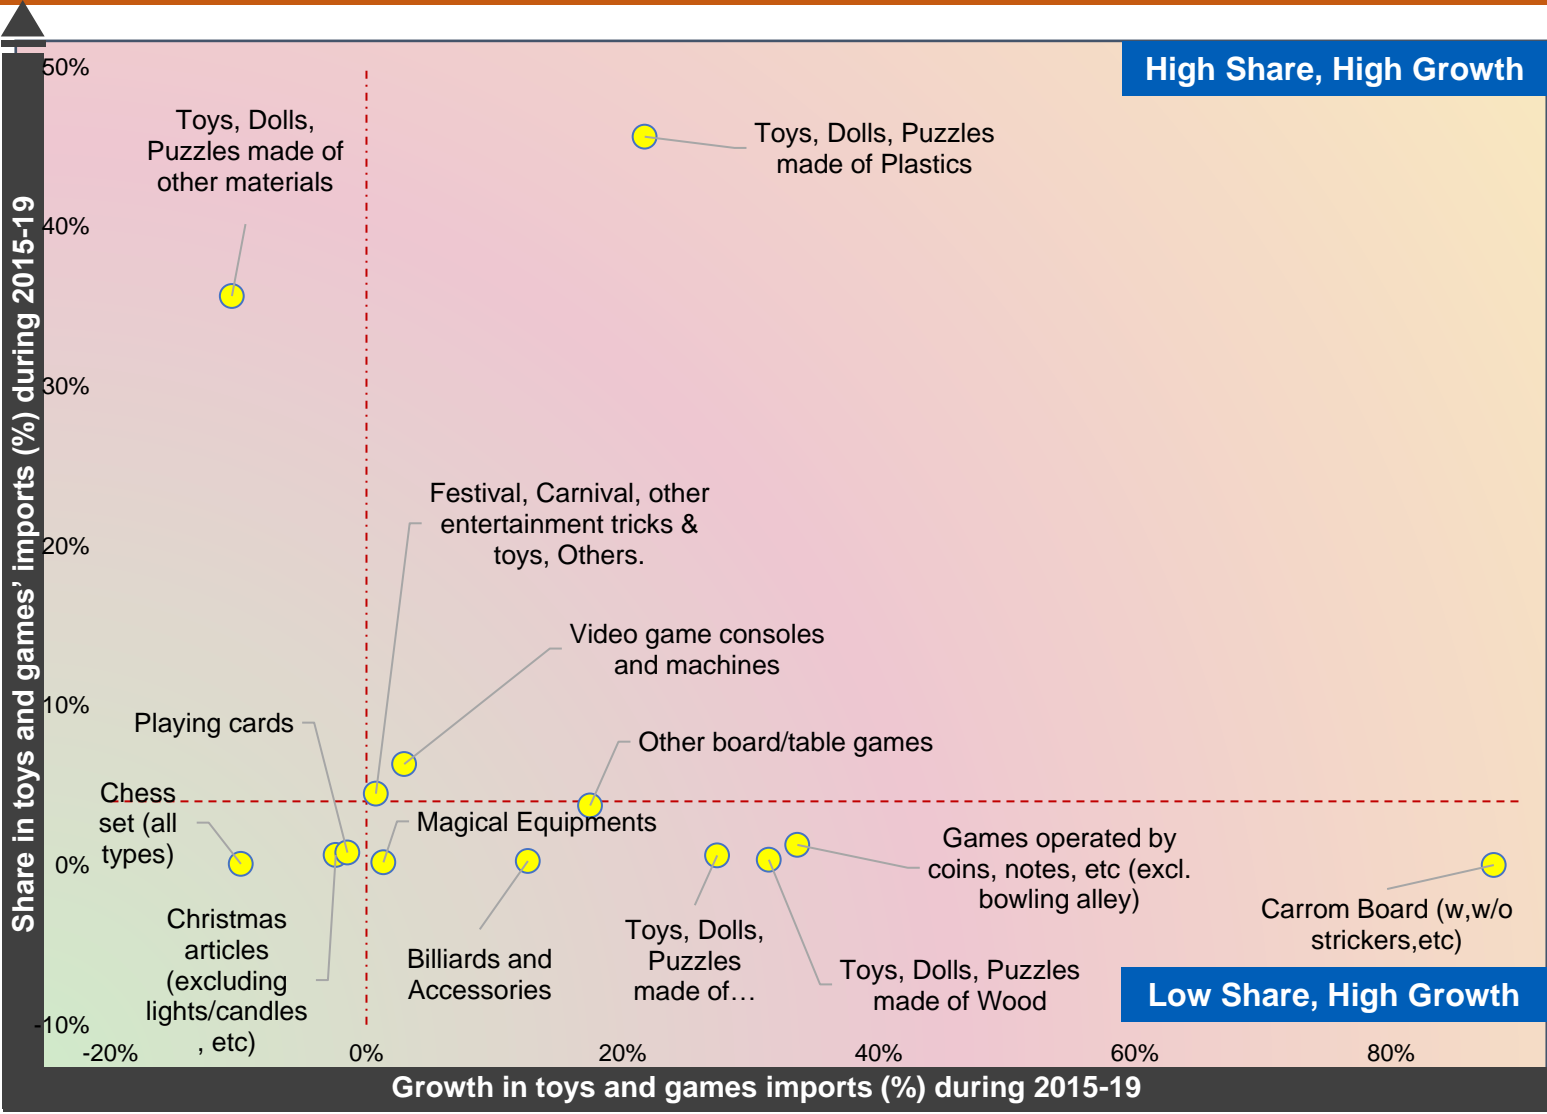 High Share, High Growth
50%
40%
30%
20%
10%
0%
-10%
Share in toys and games' imports (%) during 2015-19
Toys, Dolls,
Puzzles made of
other materials
Toys, Dolls, Puzzles
made of Plastics
Festival, Carnival, other
entertainment tricks &
toys, Others.
Video game consoles
and machines
Playing cards
Other board/table games
Chess
set (all
types)
Magical Equipments
Games operated by
coins, notes, etc (excl.
bowling alley)
Carrom Board (w,w/o
strickers,etc)
Christmas
articles
(excluding
lights/candles
, etc)
Billiards and
Accessories
Toys, Dolls,
Puzzles
made of…
Toys, Dolls, Puzzles
made of Wood
Low Share, High Growth
-20%
0%
20%
40%
60%
80%
Growth in toys and games imports (%) during 2015-19